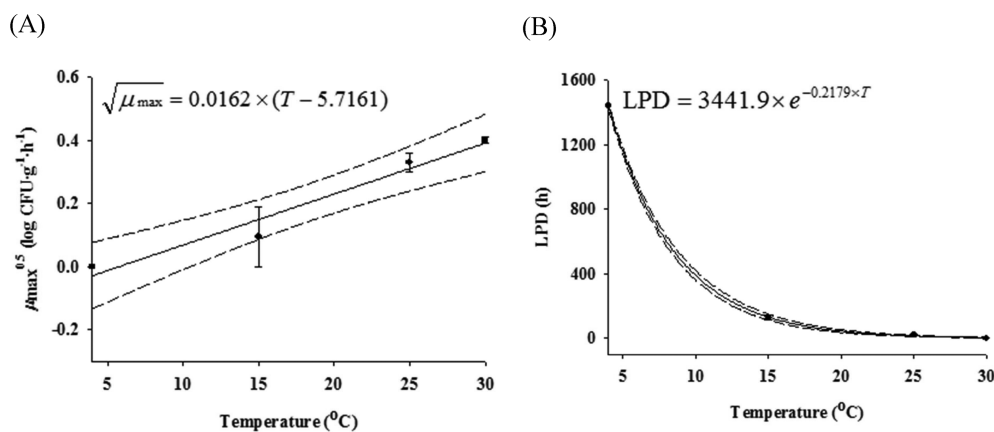 (A)
(B)
√μmax = 0.0162 × (T − 5.7161)
LPD = 3441.9 × e^−0.2179×T
μmax^0.5 (log CFU·g^-1·h^-1)
0.6
0.4
0.2
0.0
-0.2
5 10 15 20 25 30
Temperature (°C)
LPD (h)
1600
1200
800
400
0
5 10 15 20 25 30
Temperature (°C)